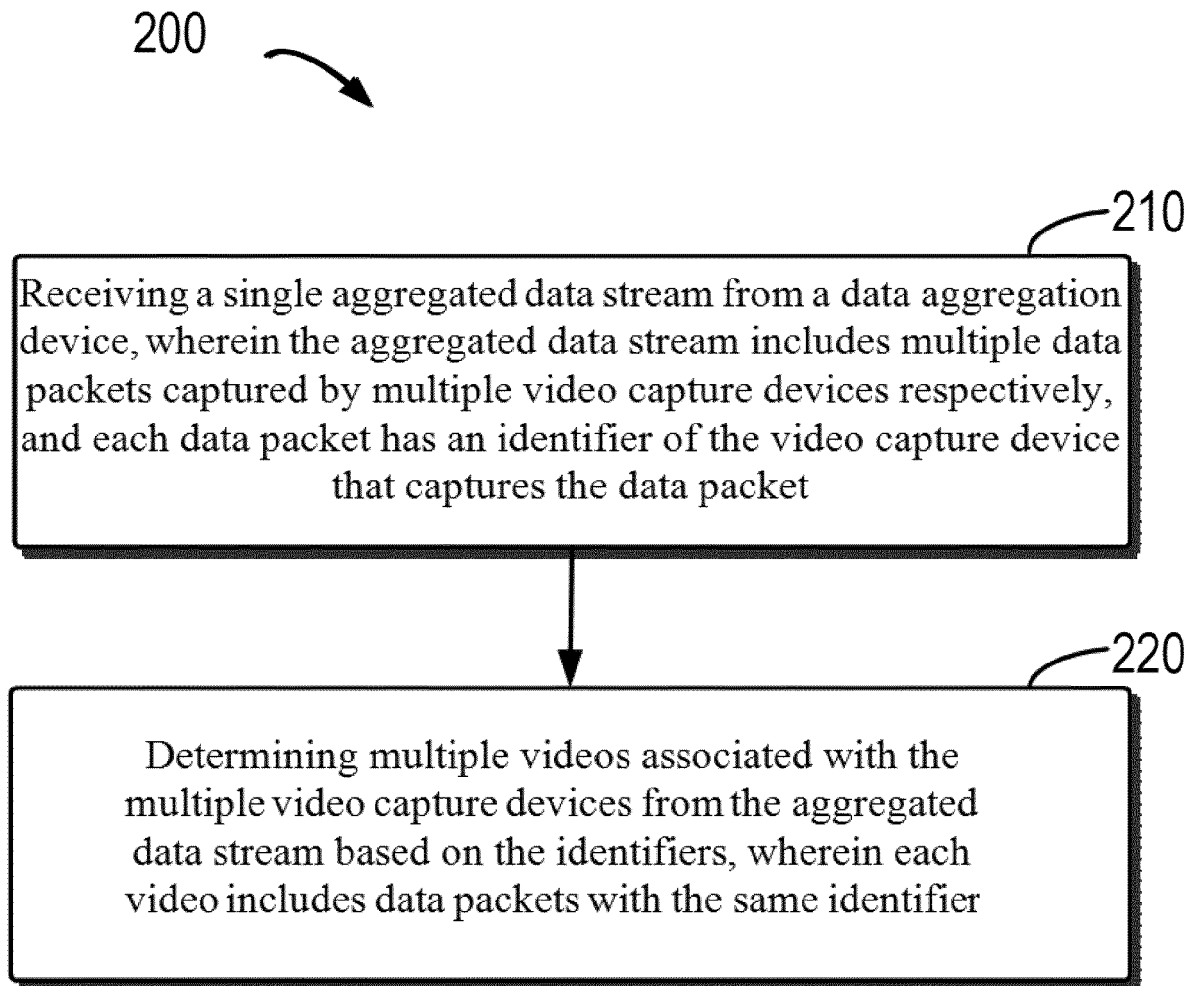 200
210
Receiving a single aggregated data stream from a data aggregation
device, wherein the aggregated data stream includes multiple data
packets captured by multiple video capture devices respectively,
and each data packet has an identifier of the video capture device
that captures the data packet
220
Determining multiple videos associated with the
multiple video capture devices from the aggregated
data stream based on the identifiers, wherein each
video includes data packets with the same identifier